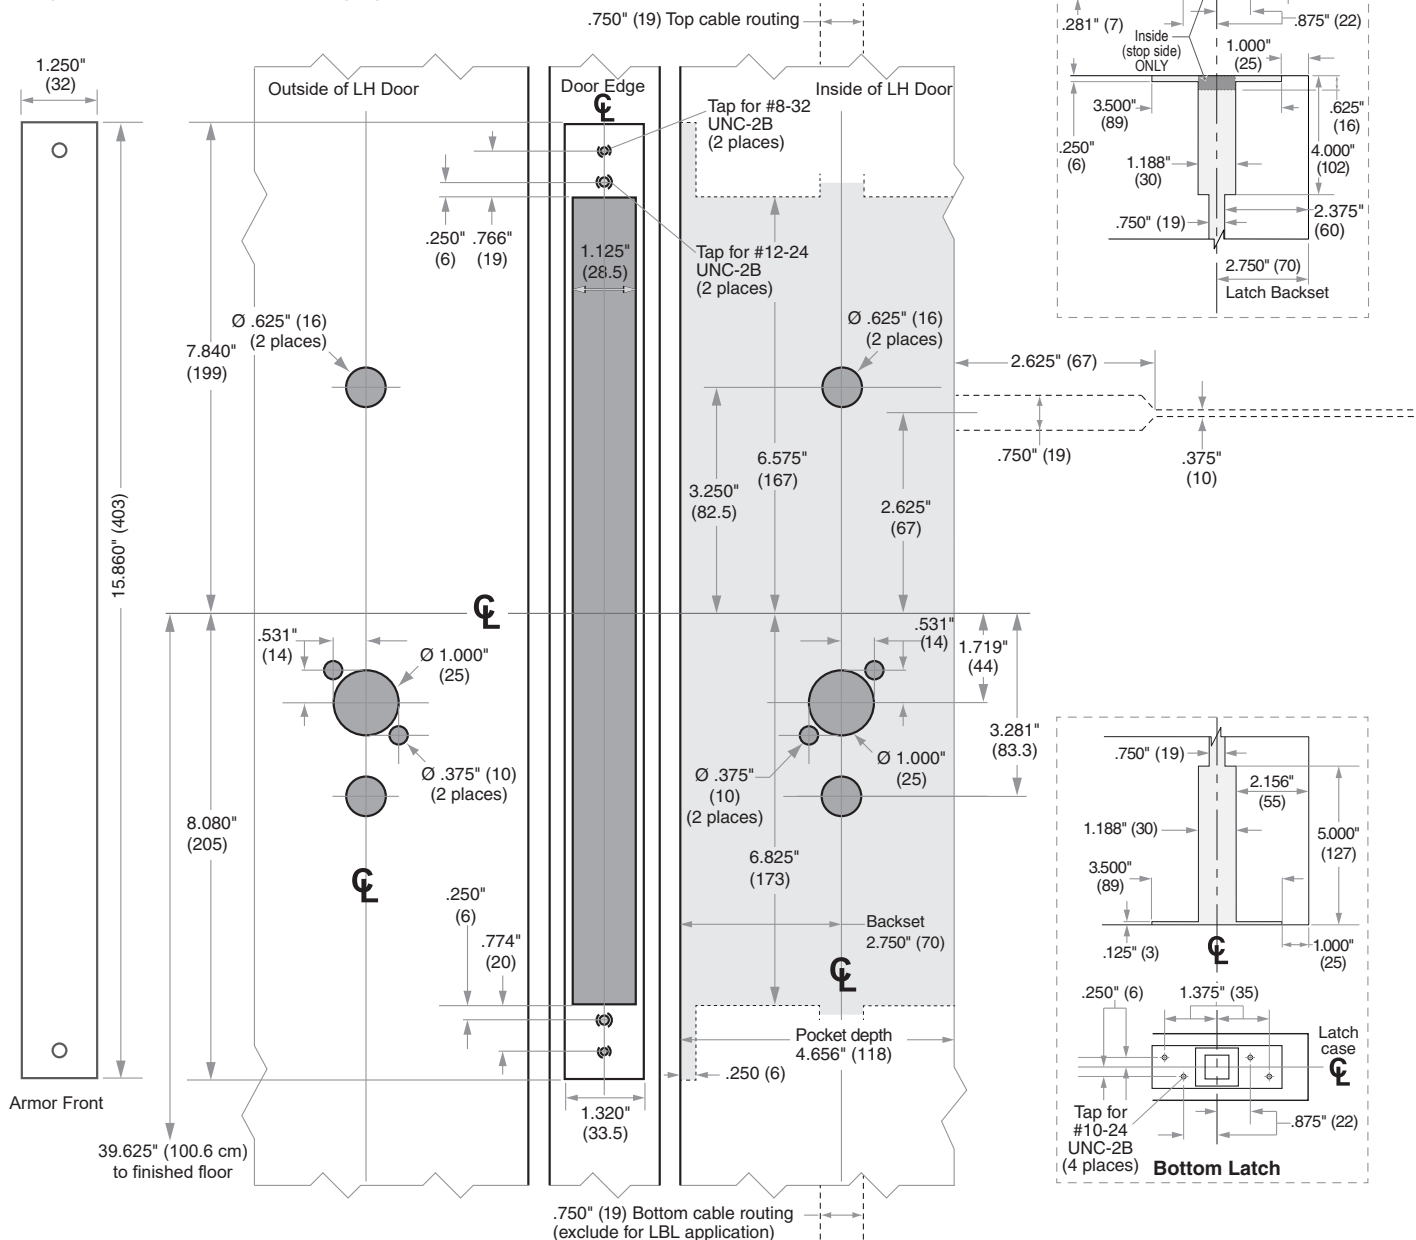 .750" (19) Top cable routing
1.250"
(32)
Outside of LH Door
Door Edge
Inside of LH Door
℄
Tap for #8-32
UNC-2B
(2 places)
.250"
(6)
.766"
(19)
1.125"
(28.5)
Tap for #12-24
UNC-2B
(2 places)
Ø .625" (16)
(2 places)
7.840"
(199)
Ø .625" (16)
(2 places)
2.625" (67)
.750" (19)
.375"
(10)
6.575"
(167)
3.250"
(82.5)
2.625"
(67)
15.860" (403)
℄
.531"
(14)
Ø 1.000"
(25)
.531"
(14)
1.719"
(44)
3.281"
(83.3)
Ø .375" (10)
(2 places)
Ø .375"
(10)
(2 places)
Ø 1.000"
(25)
8.080"
(205)
6.825"
(173)
℄
.250"
(6)
.774"
(20)
Backset
2.750" (70)
℄
Pocket depth
4.656" (118)
.250 (6)
Armor Front
1.320"
(33.5)
39.625" (100.6 cm)
to finished floor
.750" (19) Bottom cable routing
(exclude for LBL application)
.281" (7)
.875" (22)
Inside
(stop side)
ONLY
1.000"
(25)
3.500"
(89)
.625"
(16)
.250"
(6)
4.000"
(102)
1.188"
(30)
.750" (19)
2.375"
(60)
2.750" (70)
Latch Backset
.750" (19)
2.156"
(55)
1.188" (30)
5.000"
(127)
3.500"
(89)
.125" (3)
℄
1.000"
(25)
.250" (6)
1.375" (35)
Latch
case
℄
Tap for
#10-24
UNC-2B
(4 places)
.875" (22)
Bottom Latch